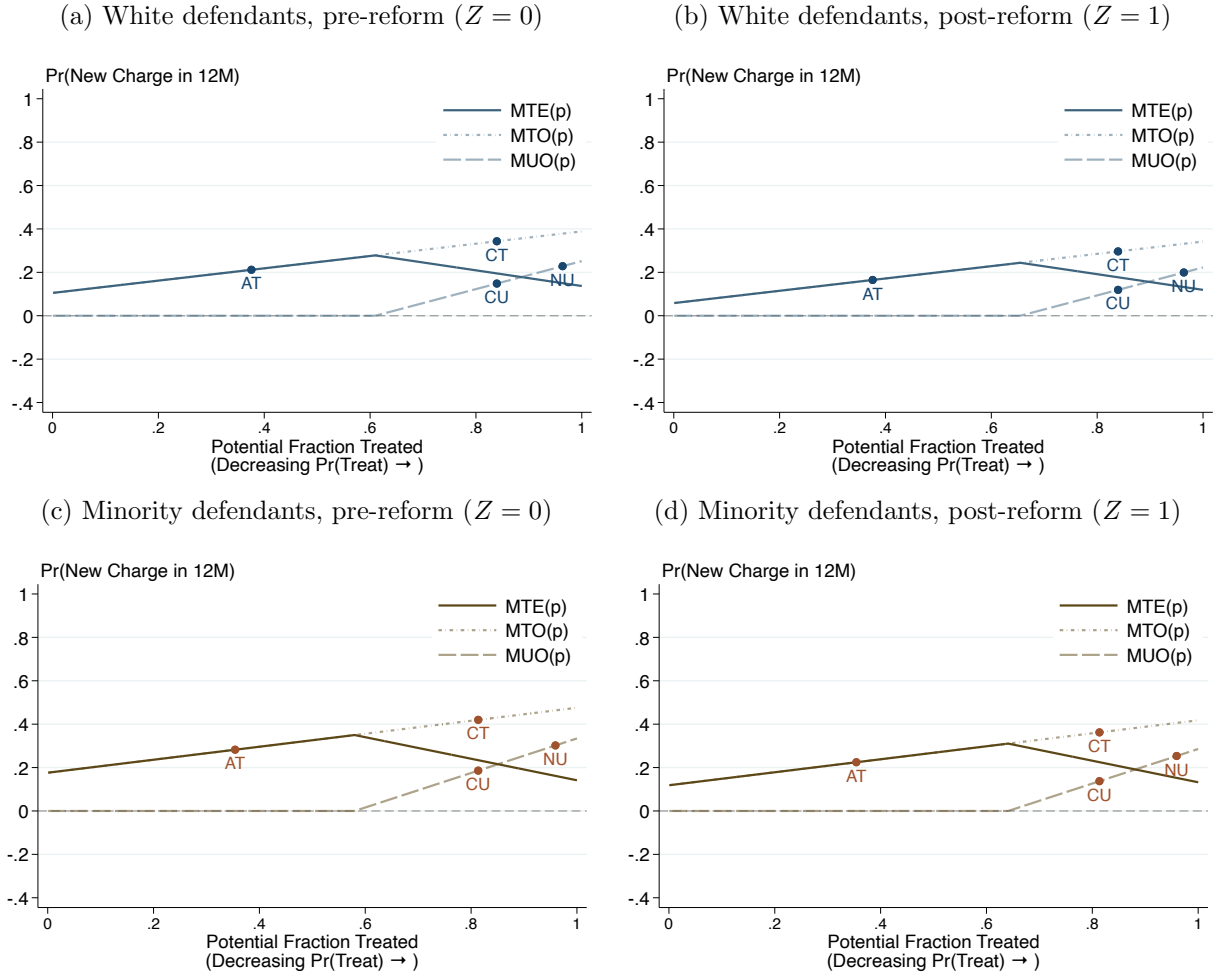 (a) White defendants, pre-reform (Z = 0)
Pr(New Charge in 12M)
1
.8
.6
.4
.2
0
-.2
-.4
MTE(p)
MTO(p)
MUO(p)
AT
CT
CU
NU
0 .2 .4 .6 .8 1
Potential Fraction Treated
(Decreasing Pr(Treat) → )
(b) White defendants, post-reform (Z = 1)
Pr(New Charge in 12M)
1
.8
.6
.4
.2
0
-.2
-.4
MTE(p)
MTO(p)
MUO(p)
AT
CT
CU
NU
0 .2 .4 .6 .8 1
Potential Fraction Treated
(Decreasing Pr(Treat) → )
(c) Minority defendants, pre-reform (Z = 0)
Pr(New Charge in 12M)
1
.8
.6
.4
.2
0
-.2
-.4
MTE(p)
MTO(p)
MUO(p)
AT
CT
CU
NU
0 .2 .4 .6 .8 1
Potential Fraction Treated
(Decreasing Pr(Treat) → )
(d) Minority defendants, post-reform (Z = 1)
Pr(New Charge in 12M)
1
.8
.6
.4
.2
0
-.2
-.4
MTE(p)
MTO(p)
MUO(p)
AT
CT
CU
NU
0 .2 .4 .6 .8 1
Potential Fraction Treated
(Decreasing Pr(Treat) → )